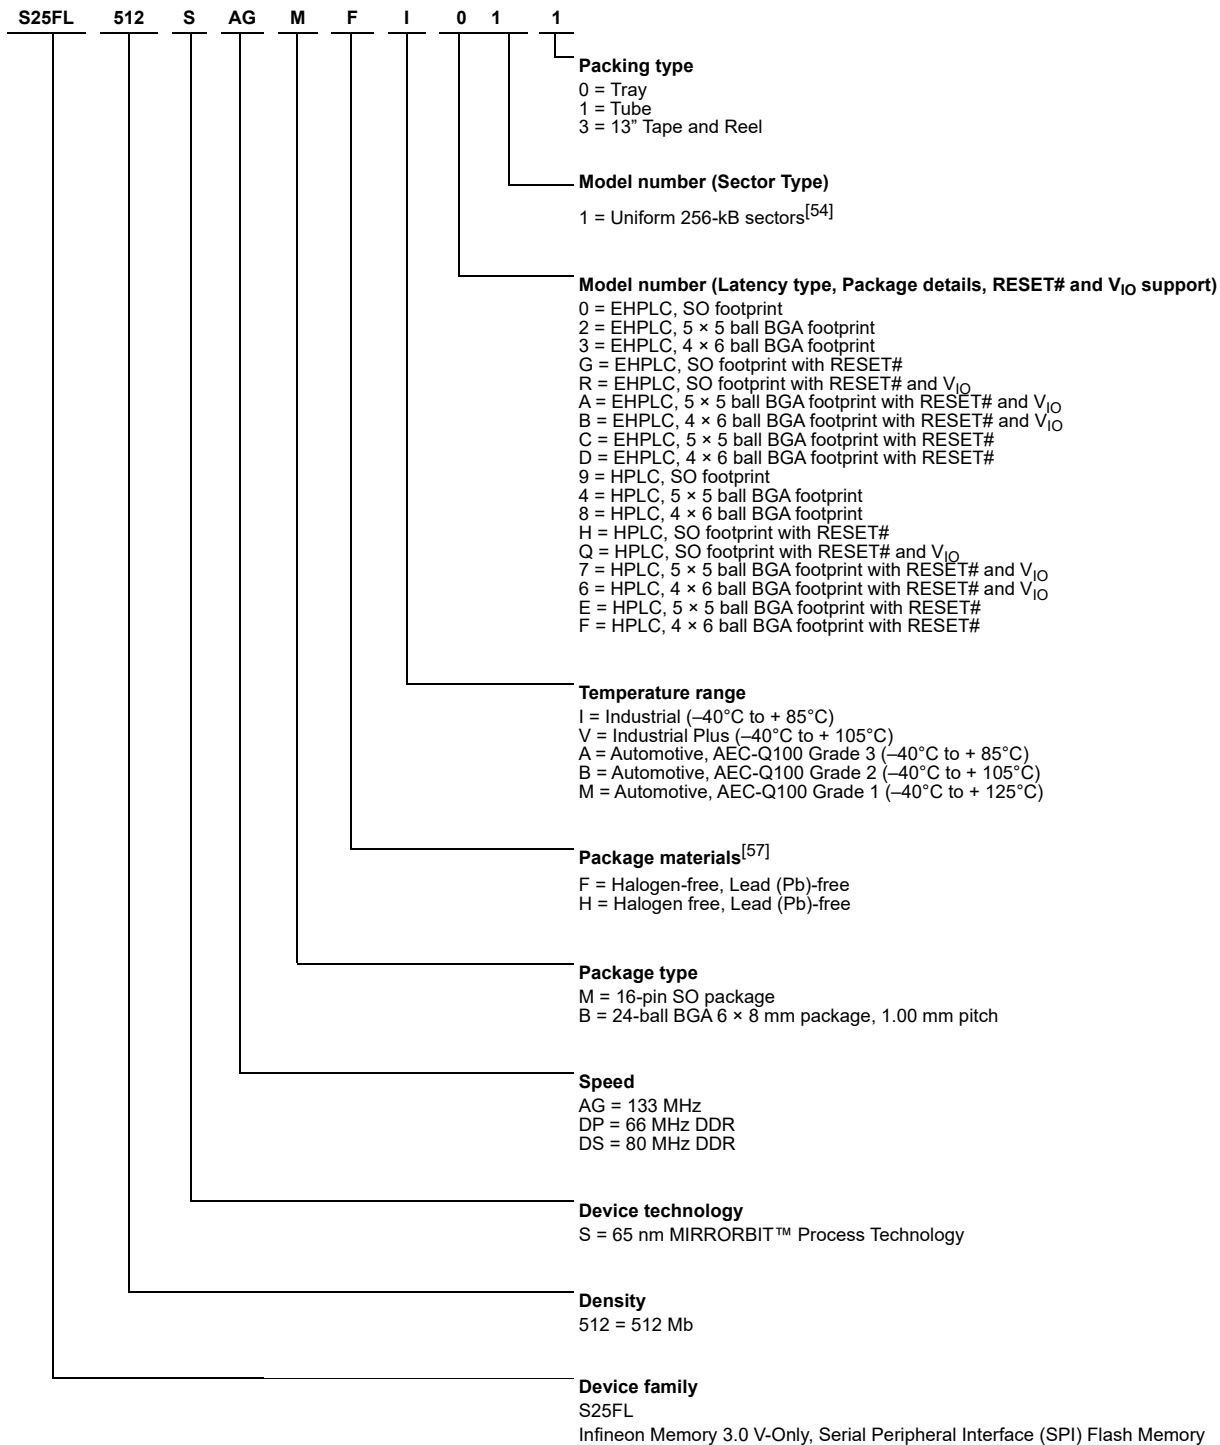 S25FL 512 S AG M F I 0 1 1
Packing type
0 = Tray
1 = Tube
3 = 13” Tape and Reel
Model number (Sector Type)
1 = Uniform 256-kB sectors[54]
Model number (Latency type, Package details, RESET# and VIO support)
0 = EHPLC, SO footprint
2 = EHPLC, 5 × 5 ball BGA footprint
3 = EHPLC, 4 × 6 ball BGA footprint
G = EHPLC, SO footprint with RESET#
R = EHPLC, SO footprint with RESET# and VIO
A = EHPLC, 5 × 5 ball BGA footprint with RESET# and VIO
B = EHPLC, 4 × 6 ball BGA footprint with RESET# and VIO
C = EHPLC, 5 × 5 ball BGA footprint with RESET#
D = EHPLC, 4 × 6 ball BGA footprint with RESET#
9 = HPLC, SO footprint
4 = HPLC, 5 × 5 ball BGA footprint
8 = HPLC, 4 × 6 ball BGA footprint
H = HPLC, SO footprint with RESET#
Q = HPLC, SO footprint with RESET# and VIO
7 = HPLC, 5 × 5 ball BGA footprint with RESET# and VIO
6 = HPLC, 4 × 6 ball BGA footprint with RESET# and VIO
E = HPLC, 5 × 5 ball BGA footprint with RESET#
F = HPLC, 4 × 6 ball BGA footprint with RESET#
Temperature range
I = Industrial (–40°C to + 85°C)
V = Industrial Plus (–40°C to + 105°C)
A = Automotive, AEC-Q100 Grade 3 (–40°C to + 85°C)
B = Automotive, AEC-Q100 Grade 2 (–40°C to + 105°C)
M = Automotive, AEC-Q100 Grade 1 (–40°C to + 125°C)
Package materials[57]
F = Halogen-free, Lead (Pb)-free
H = Halogen free, Lead (Pb)-free
Package type
M = 16-pin SO package
B = 24-ball BGA 6 × 8 mm package, 1.00 mm pitch
Speed
AG = 133 MHz
DP = 66 MHz DDR
DS = 80 MHz DDR
Device technology
S = 65 nm MIRRORBIT™ Process Technology
Density
512 = 512 Mb
Device family
S25FL
Infineon Memory 3.0 V-Only, Serial Peripheral Interface (SPI) Flash Memory